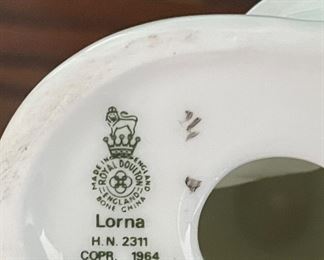 MADE IN ENGLAND
ROYAL DOULTON
ENGLAND
BONE CHINA
Lorna
H.N. 2311
COPR. 1964